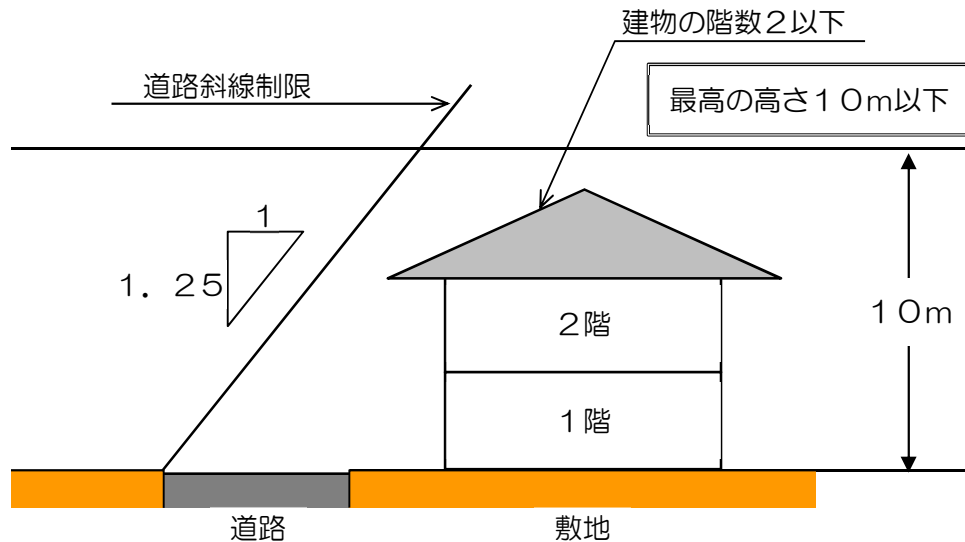 建物の階数２以下
道路斜線制限
最高の高さ１０ｍ以下
１
１．２５
２階
１０ｍ
１階
道路
敷地